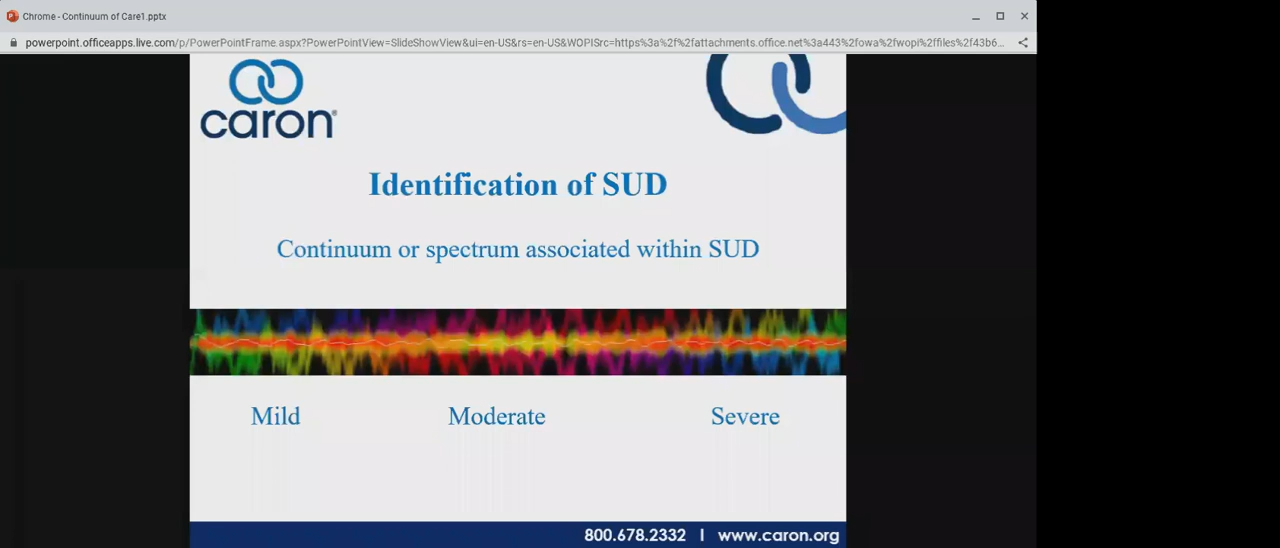 Chrome - Continuum of Care1.pptx
powerpoint.officeapps.live.com/p/PowerPointFrame.aspx?PowerPointView=SlideShowView&ui=en-US&rs=en-US&WOPISrc=https%3a%2f%2fattachments.office.net%3a443%2fowa%2fwopi%2ffiles%2f43b6...
caron®
Identification of SUD
Continuum or spectrum associated within SUD
Mild Moderate Severe
800.678.2332 | www.caron.org